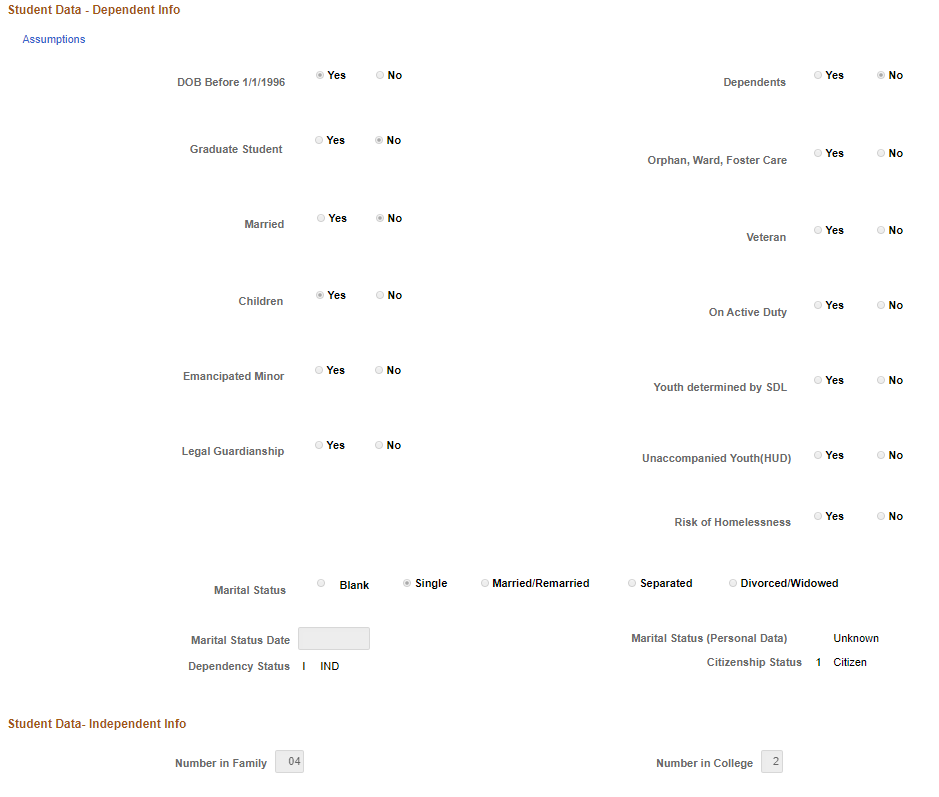 Student Data - Dependent Info
Assumptions
DOB Before 1/1/1996 Yes No Dependents Yes No
Graduate Student Yes No Orphan, Ward, Foster Care Yes No
Married Yes No Veteran Yes No
Children Yes No On Active Duty Yes No
Emancipated Minor Yes No Youth determined by SDL Yes No
Legal Guardianship Yes No Unaccompanied Youth(HUD) Yes No
Risk of Homelessness Yes No
Marital Status Blank Single Married/Remarried Separated Divorced/Widowed
Marital Status Date Marital Status (Personal Data) Unknown
Dependency Status I IND Citizenship Status 1 Citizen
Student Data- Independent Info
Number in Family 04 Number in College 2